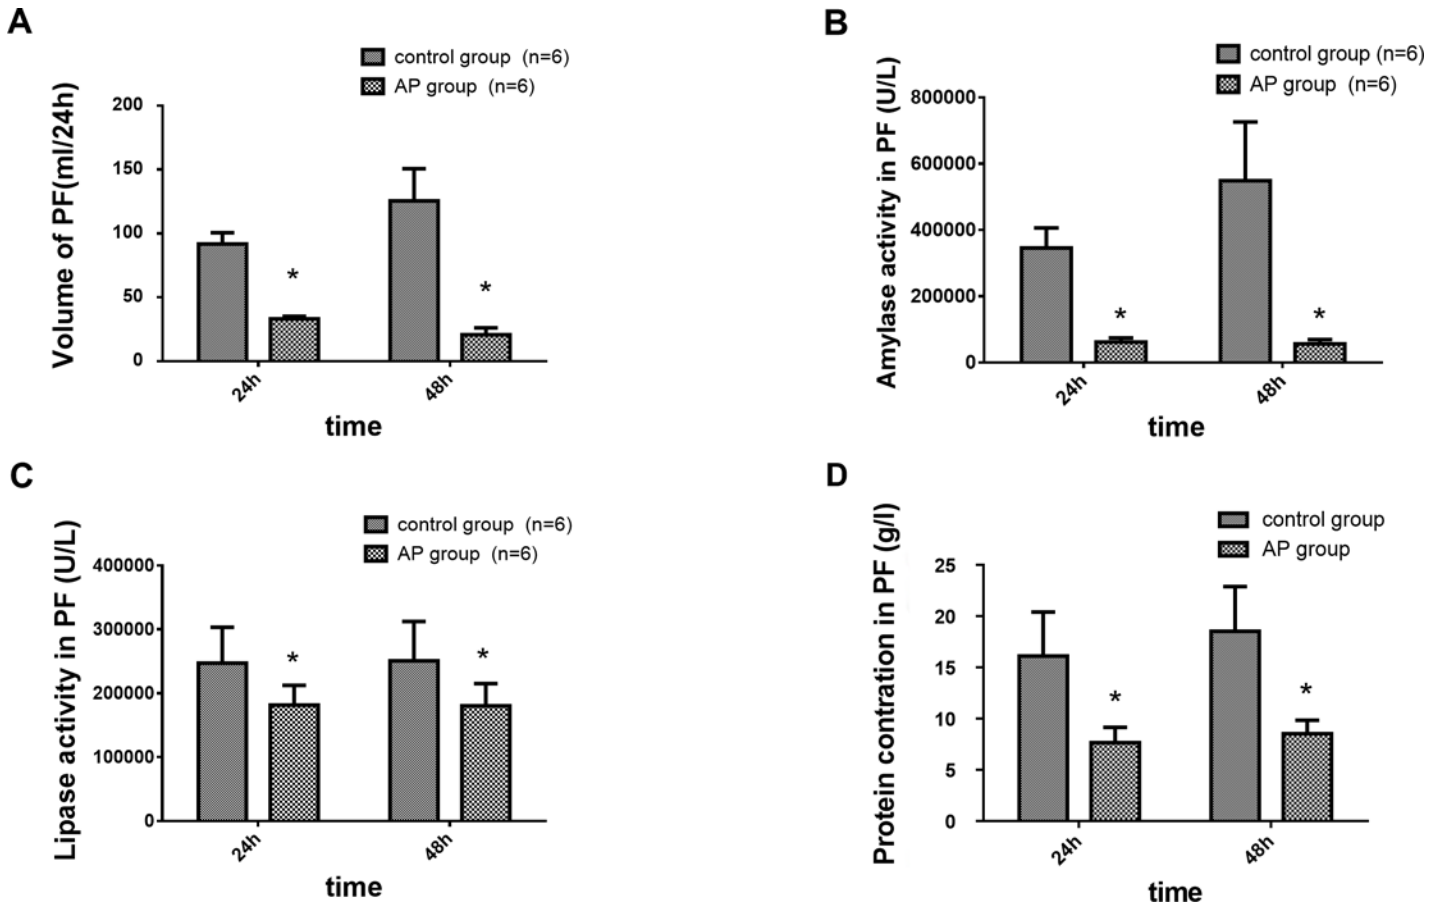 A
control group (n=6)
AP group (n=6)
Volume of PF(ml/24h)
200
150
100
50
0
*
*
24h
48h
time
B
control group (n=6)
AP group (n=6)
Amylase activity in PF (U/L)
800000
600000
400000
200000
0
*
*
24h
48h
time
C
control group (n=6)
AP group (n=6)
Lipase activity in PF (U/L)
400000
300000
200000
100000
0
*
*
24h
48h
time
D
control group
AP group
Protein contration in PF (g/l)
25
20
15
10
5
0
*
*
24h
48h
time